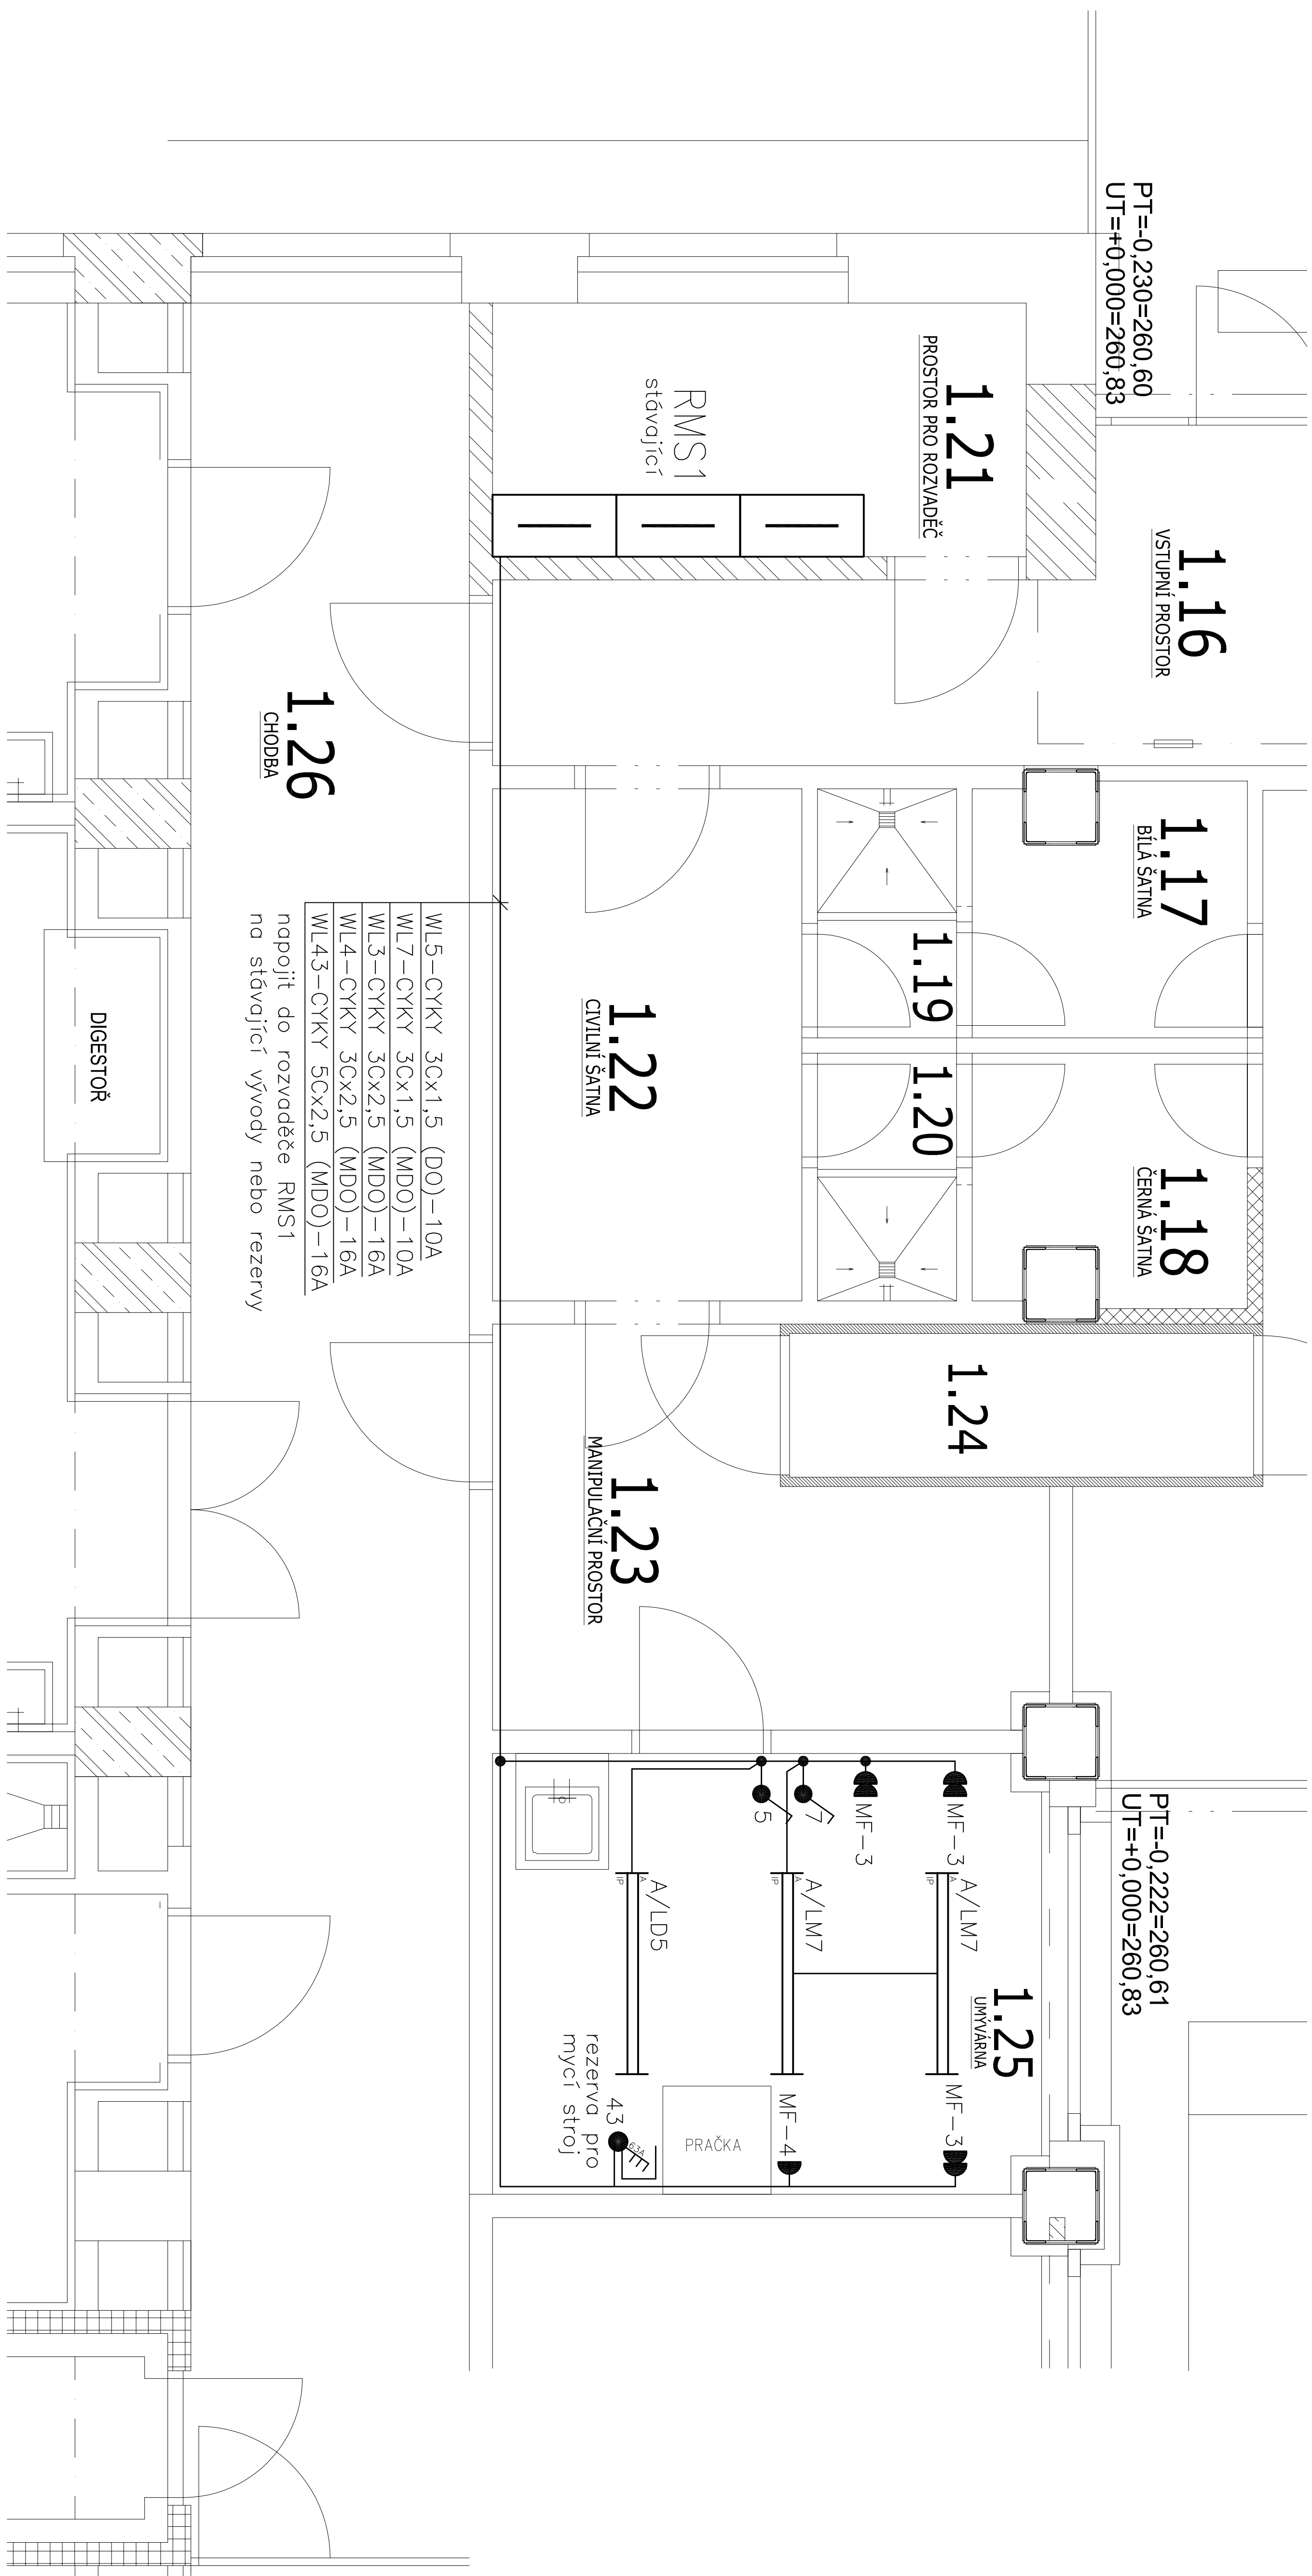 PT=-0,230=260,60
UT=+0,000=260,83
1.16
VSTUPNÍ PROSTOR
1.21
PROSTOR PRO ROZVADĚČ
RMS1
stávající
1.17
BÍLÁ ŠATNA
1.18
ČERNÁ ŠATNA
1.19
1.20
1.22
CIVILNÍ ŠATNA
1.24
1.23
MANIPULAČNÍ PROSTOR
1.26
CHODBA
WL5-CYKY 3Cx1,5 (DO)-10A
WL7-CYKY 3Cx1,5 (MDO)-10A
WL3-CYKY 3Cx2,5 (MDO)-16A
WL4-CYKY 3Cx2,5 (MDO)-16A
WL43-CYKY 5Cx2,5 (MDO)-16A
napojit do rozvaděče RMS1
na stávající vývody nebo rezervy
DIGESTOŘ
PT=-0,222=260,61
UT=+0,000=260,83
1.25
UMÝVÁRNA
MF-3
MF-3
7
5
A/LM7
A
IP
A/LM7
A
IP
A/LD5
A
IP
MF-3
MF-4
PRAČKA
43
63A
rezerva pro
mycí stroj